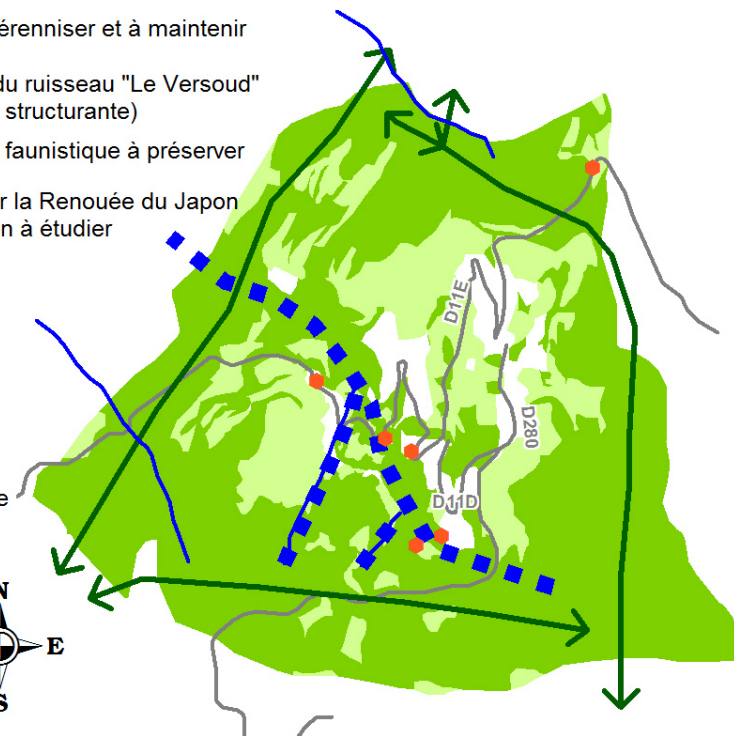 érenniser et à maintenir
du ruisseau "Le Versoud"
structurante)
faunistique à préserver
r la Renouée du Japon
n à étudier
D11E
D280
D11D
e
N
E
S